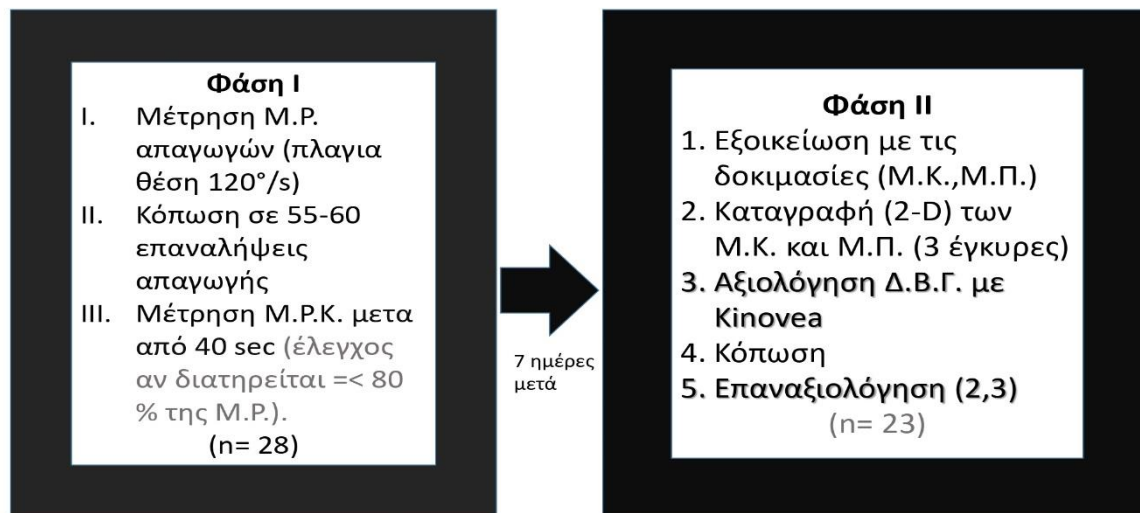 Φάση Ι
I. Μέτρηση Μ.Ρ.
απαγωγών (πλαγια
θέση 120°/s)
II. Κόπωση σε 55-60
επαναλήψεις
απαγωγής
III. Μέτρηση Μ.Ρ.Κ. μετα
από 40 sec (έλεγχος
αν διατηρείται =< 80
% της Μ.Ρ.).
(n= 28)
7 ημέρες
μετά
Φάση ΙΙ
1. Εξοικείωση με τις
δοκιμασίες (Μ.Κ.,Μ.Π.)
2. Καταγραφή (2-D) των
Μ.Κ. και Μ.Π. (3 έγκυρες)
3. Αξιολόγηση Δ.Β.Γ. με
Kinovea
4. Κόπωση
5. Επαναξιολόγηση (2,3)
(n= 23)